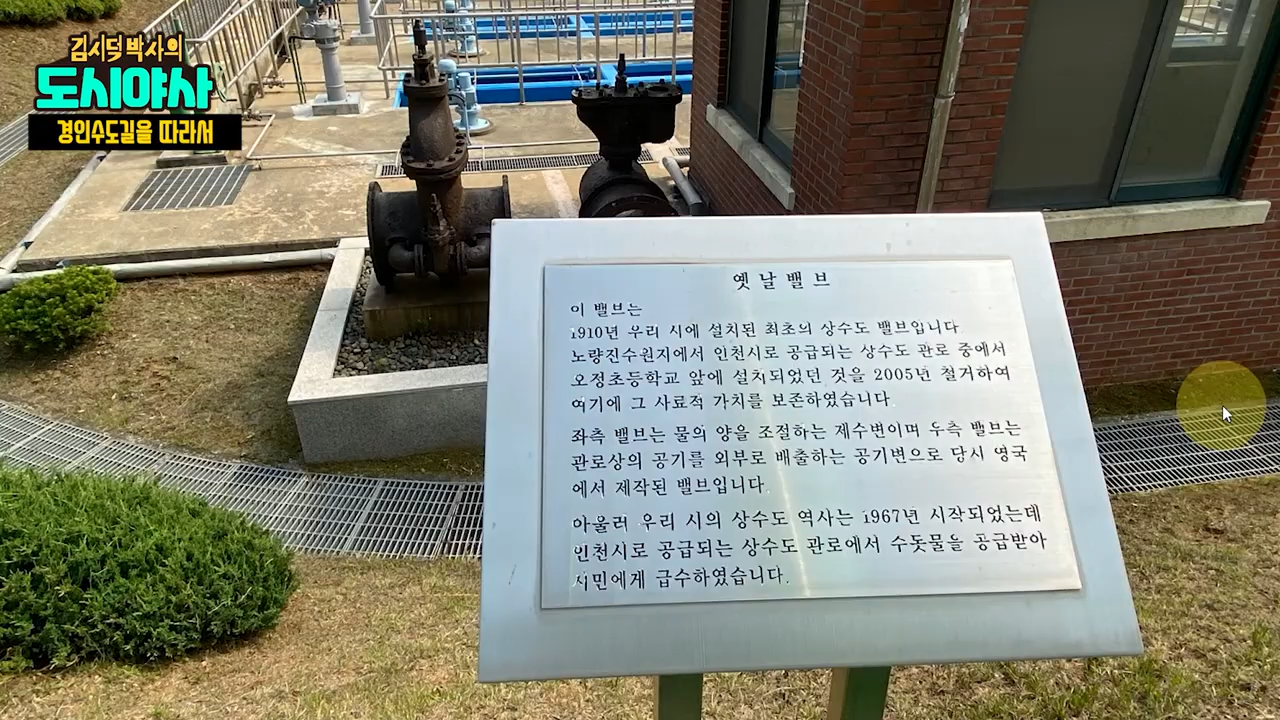 김시덕 박사의
도시야사
경인수도길을 따라서
옛날밸브
이 밸브는
1910년 우리 시에 설치된 최초의 상수도 밸브입니다
노량진수원지에서 인천시로 공급되는 상수도 관로 중에서
오정초등학교 앞에 설치되었던 것을 2005년 철거하여
여기에 그 사료적 가치를 보존하였습니다.
좌측 밸브는 물의 양을 조절하는 제수변이며 우측 밸브는
관로상의 공기를 외부로 배출하는 공기변으로 당시 영국
에서 제작된 밸브입니다.
아울러 우리 시의 상수도 역사는 1967년 시작되었는데
인천시로 공급되는 상수도 관로에서 수돗물을 공급받아
시민에게 급수하였습니다.